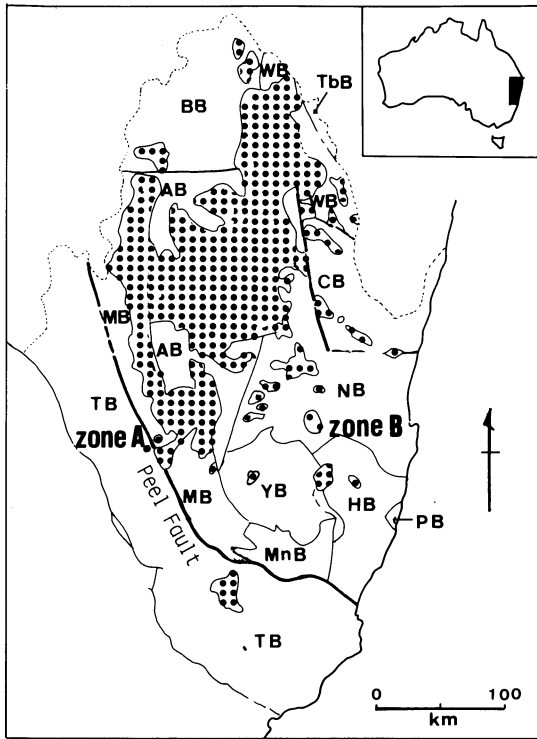 WB
TbB
BB
AB
WB
CB
MB
AB
NB
TB
zone A
zone B
MB
YB
HB
PB
Peel Fault
MnB
TB
0 100
km